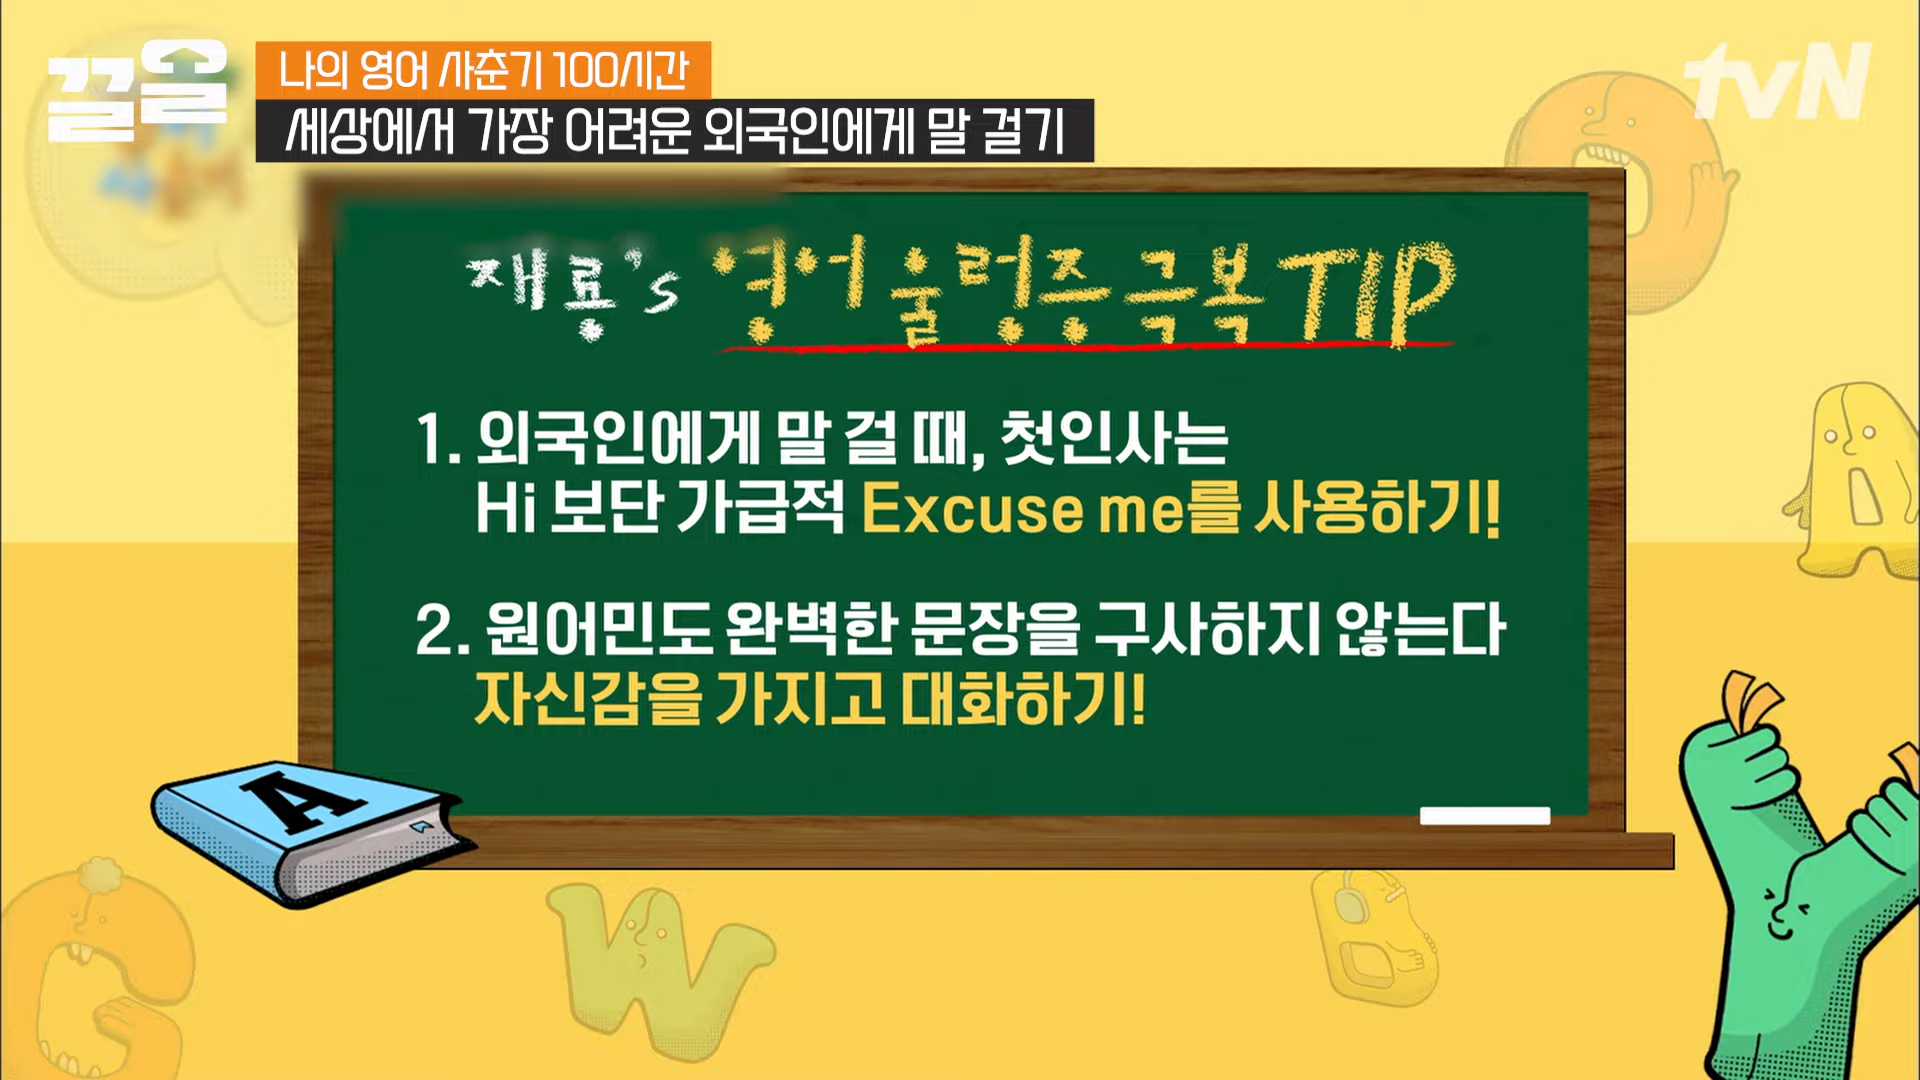 끌올
나의 영어 사춘기 100시간
세상에서 가장 어려운 외국인에게 말 걸기
tvN
재룡's 영어 울렁증 극복 TIP
1. 외국인에게 말 걸 때, 첫인사는
Hi 보단 가급적 Excuse me를 사용하기!
2. 원어민도 완벽한 문장을 구사하지 않는다
자신감을 가지고 대화하기!
A